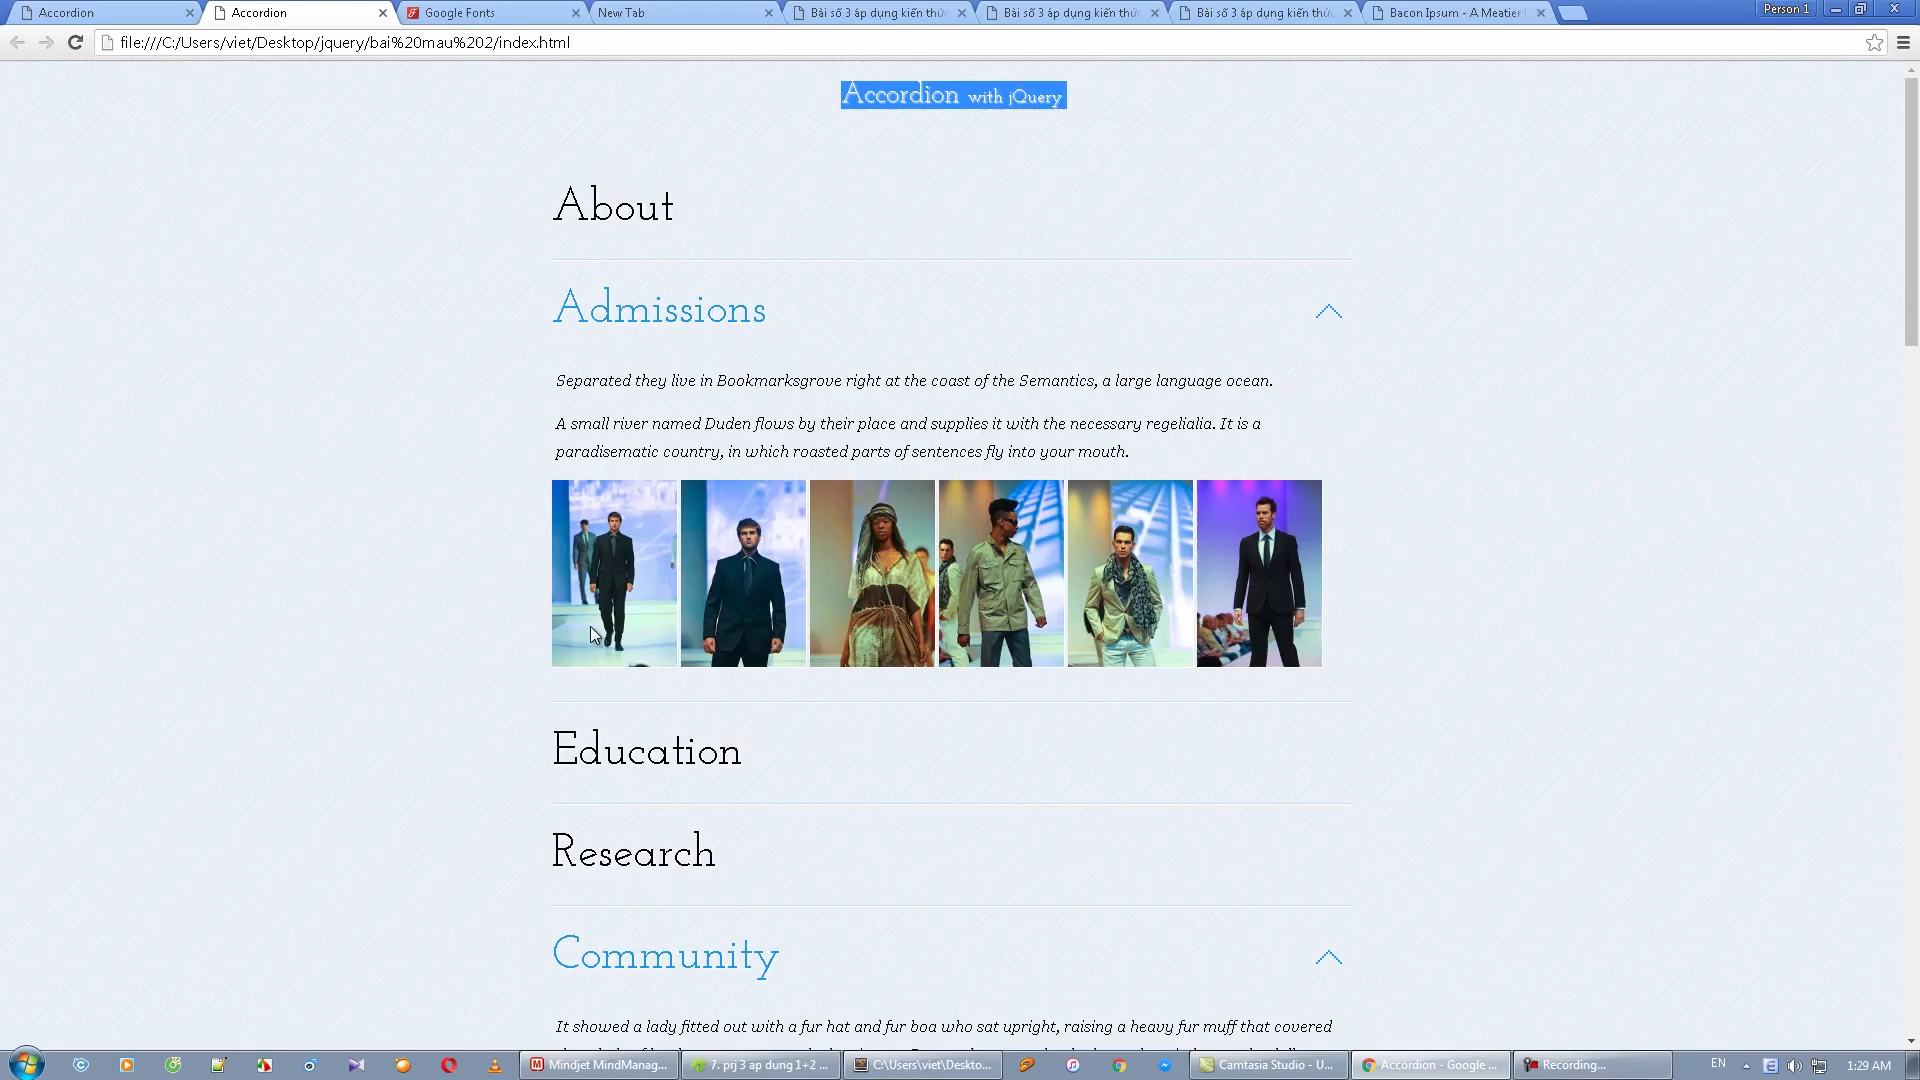 Accordion
Accordion
Google Fonts
New Tab
Bài số 3 áp dụng kiến thức
Bài số 3 áp dụng kiến thức
Bài số 3 áp dụng kiến thức
Bacon Ipsum - A Meatier
Person 1
file:///C:/Users/viet/Desktop/jquery/bai%20mau%202/index.html
Accordion with jQuery
About
Admissions
Separated they live in Bookmarksgrove right at the coast of the Semantics, a large language ocean.
A small river named Duden flows by their place and supplies it with the necessary regelialia. It is a
paradisematic country, in which roasted parts of sentences fly into your mouth.
Education
Research
Community
It showed a lady fitted out with a fur hat and fur boa who sat upright, raising a heavy fur muff that covered
Mindjet MindManag...
7. prj 3 ap dung 1+2 ...
C:\Users\viet\Deskto...
Camtasia Studio - U...
Accordion - Google ...
Recording...
EN
1:29 AM